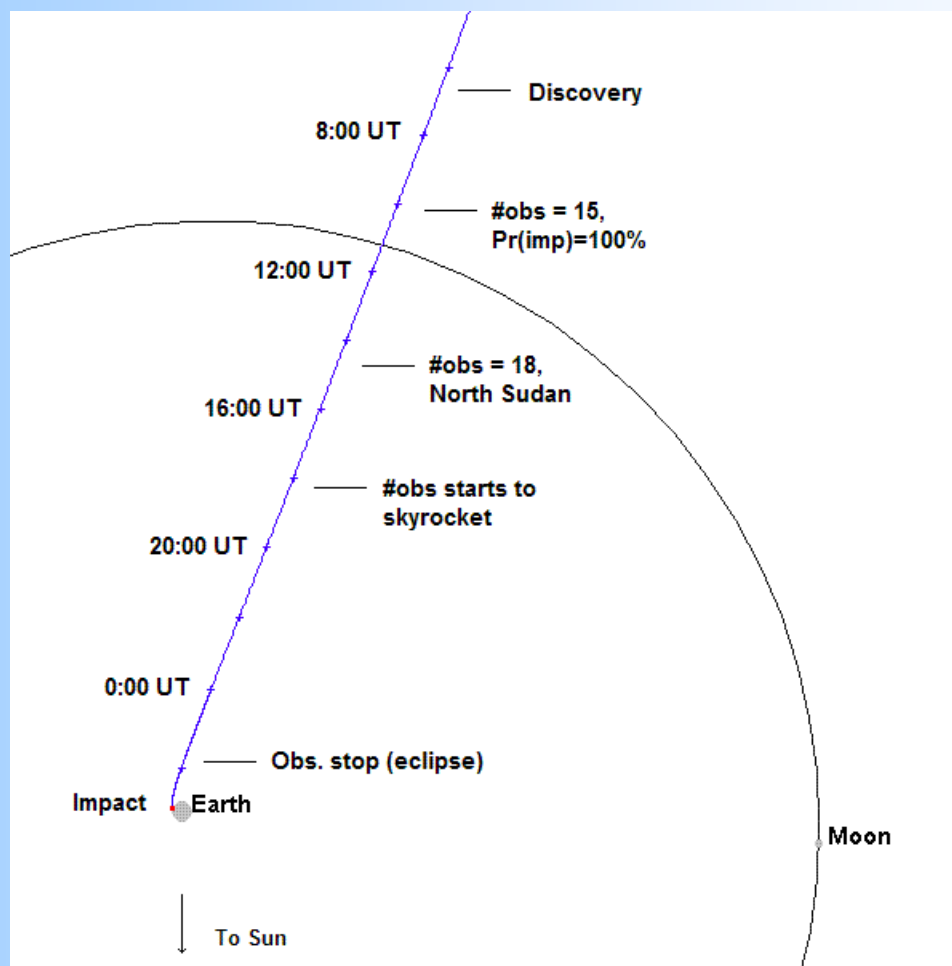 Discovery
8:00 UT
#obs = 15,
Pr(imp)=100%
12:00 UT
#obs = 18,
North Sudan
16:00 UT
#obs starts to
skyrocket
20:00 UT
0:00 UT
Obs. stop (eclipse)
Impact
Earth
Moon
To Sun